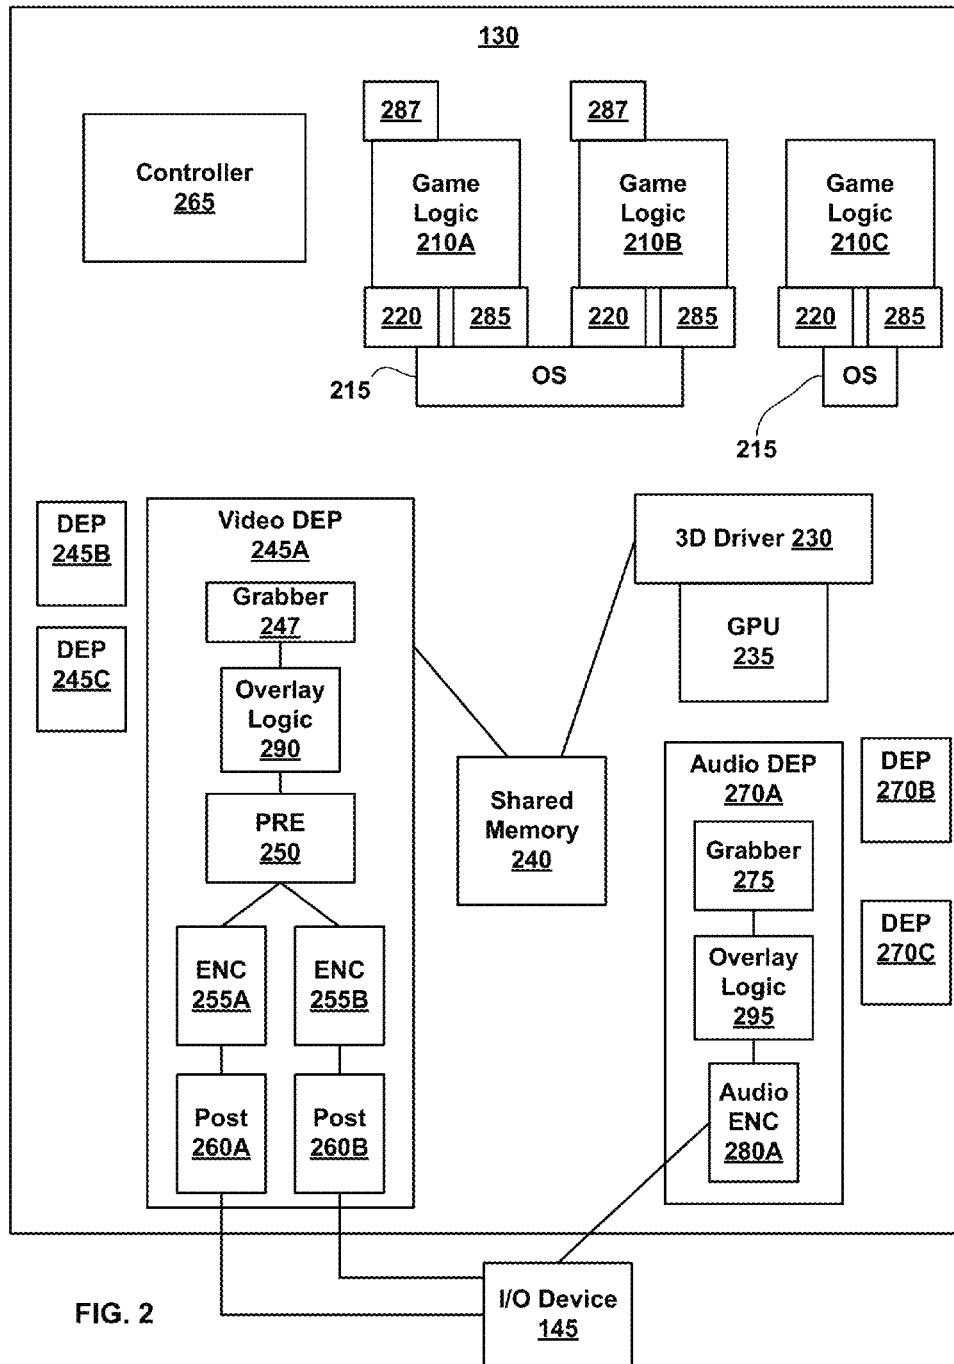 130
Controller
265
287
Game
Logic
210A
287
Game
Logic
210B
Game
Logic
210C
220
285
220
285
220
285
OS
OS
215
215
DEP
245B
DEP
245C
Video DEP
245A
Grabber
247
Overlay
Logic
290
PRE
250
ENC
255A
ENC
255B
Post
260A
Post
260B
3D Driver 230
GPU
235
Shared
Memory
240
Audio DEP
270A
Grabber
275
Overlay
Logic
295
Audio
ENC
280A
DEP
270B
DEP
270C
I/O Device
145
FIG. 2